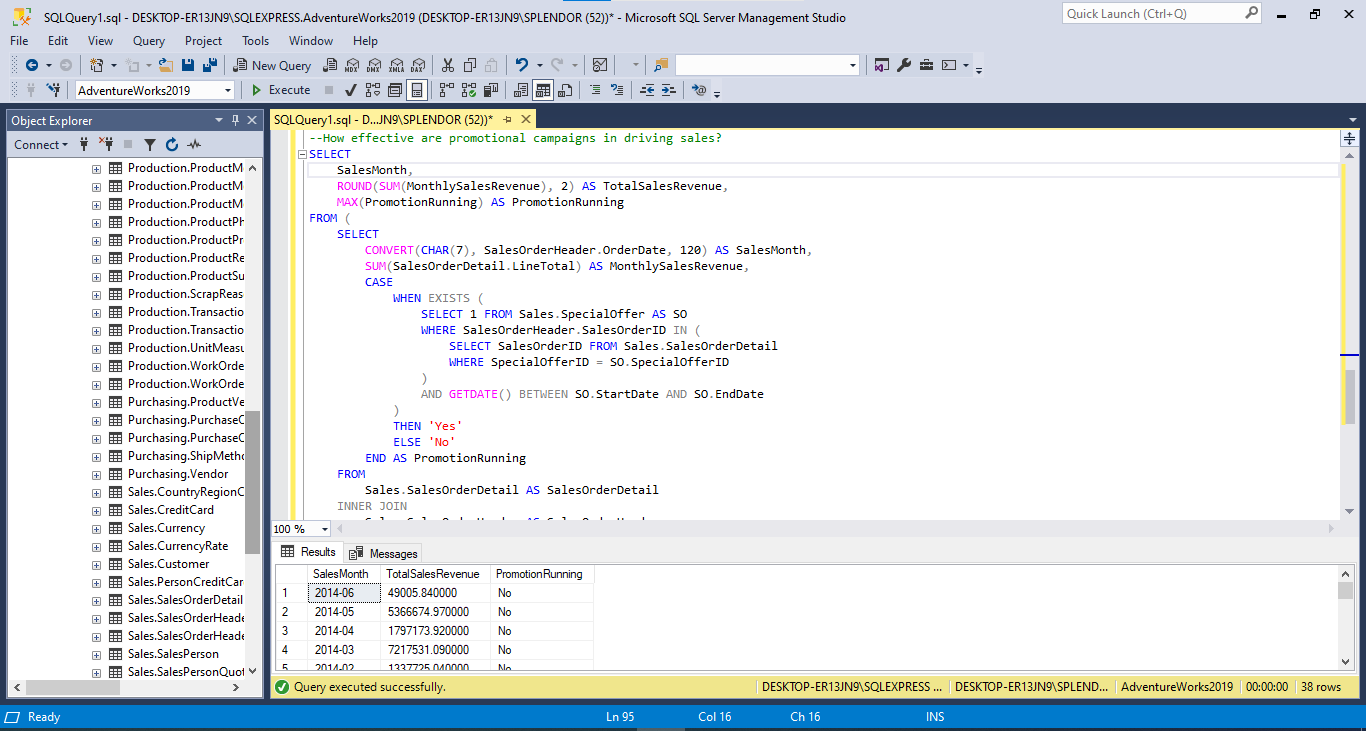 SQLQuery1.sql - DESKTOP-ER13JN9\SQLEXPRESS.AdventureWorks2019 (DESKTOP-ER13JN9\SPLENDOR (52))* - Microsoft SQL Server Management Studio
Quick Launch (Ctrl+Q)
File Edit View Query Project Tools Window Help
New Query MDX DMX XMLA DAX
AdventureWorks2019 Execute
Object Explorer
Connect
Production.ProductM
Production.ProductM
Production.ProductM
Production.ProductPh
Production.ProductPr
Production.ProductRe
Production.ProductSu
Production.ScrapReas
Production.Transactio
Production.Transactio
Production.UnitMeasu
Production.WorkOrde
Production.WorkOrde
Purchasing.ProductVe
Purchasing.PurchaseO
Purchasing.PurchaseO
Purchasing.ShipMetho
Purchasing.Vendor
Sales.CountryRegionC
Sales.CreditCard
Sales.Currency
Sales.CurrencyRate
Sales.Customer
Sales.PersonCreditCar
Sales.SalesOrderDetail
Sales.SalesOrderHeade
Sales.SalesOrderHeade
Sales.SalesPerson
Sales.SalesPersonQuot
SQLQuery1.sql - D...JN9\SPLENDOR (52))*
--How effective are promotional campaigns in driving sales?
SELECT
SalesMonth,
ROUND(SUM(MonthlySalesRevenue), 2) AS TotalSalesRevenue,
MAX(PromotionRunning) AS PromotionRunning
FROM (
SELECT
CONVERT(CHAR(7), SalesOrderHeader.OrderDate, 120) AS SalesMonth,
SUM(SalesOrderDetail.LineTotal) AS MonthlySalesRevenue,
CASE
WHEN EXISTS (
SELECT 1 FROM Sales.SpecialOffer AS SO
WHERE SalesOrderHeader.SalesOrderID IN (
SELECT SalesOrderID FROM Sales.SalesOrderDetail
WHERE SpecialOfferID = SO.SpecialOfferID
)
AND GETDATE() BETWEEN SO.StartDate AND SO.EndDate
)
THEN 'Yes'
ELSE 'No'
END AS PromotionRunning
FROM
Sales.SalesOrderDetail AS SalesOrderDetail
INNER JOIN
100 %
Results Messages
SalesMonth TotalSalesRevenue PromotionRunning
1 2014-06 49005.840000 No
2 2014-05 5366674.970000 No
3 2014-04 1797173.920000 No
4 2014-03 7217531.090000 No
5 2014-02 1337725.040000 No
Query executed successfully. DESKTOP-ER13JN9\SQLEXPRESS ... DESKTOP-ER13JN9\SPLEND... AdventureWorks2019 00:00:00 38 rows
Ready Ln 95 Col 16 Ch 16 INS